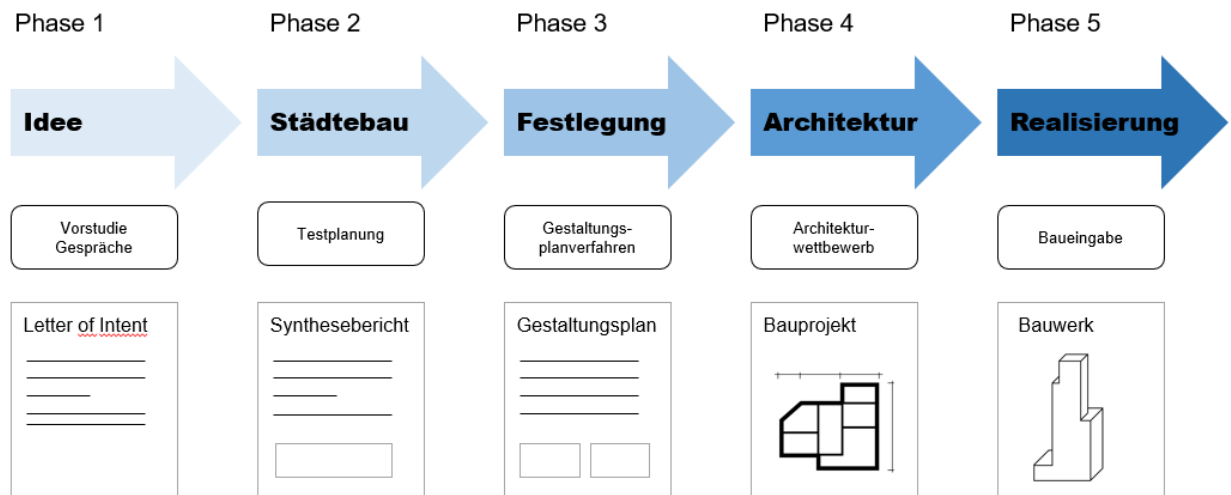 Phase 1
Phase 2
Phase 3
Phase 4
Phase 5
Idee
Städtebau
Festlegung
Architektur
Realisierung
Vorstudie
Gespräche
Testplanung
Gestaltungs-
planverfahren
Architektur-
wettbewerb
Baueingabe
Letter of Intent
Synthesebericht
Gestaltungsplan
Bauprojekt
Bauwerk